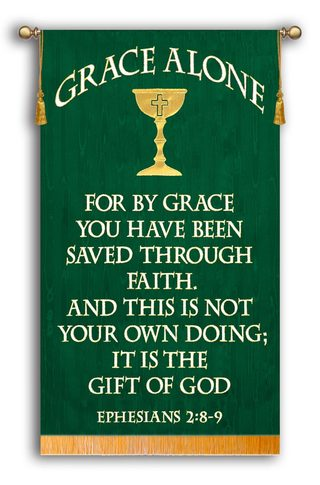 GRACE ALONE
FOR BY GRACE
YOU HAVE BEEN
SAVED THROUGH
FAITH.
AND THIS IS NOT
YOUR OWN DOING;
IT IS THE
GIFT OF GOD
EPHESIANS 2:8-9